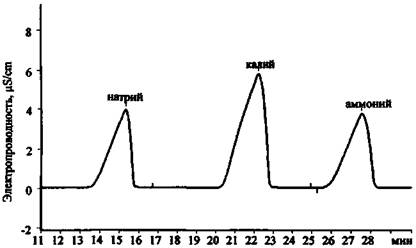 Электропроводность, µS/cm
8
6
4
2
0
-2
натрий
калий
аммоний
11 12 13 14 15 16 17 18 19 20 21 22 23 24 25 26 27 28 мин